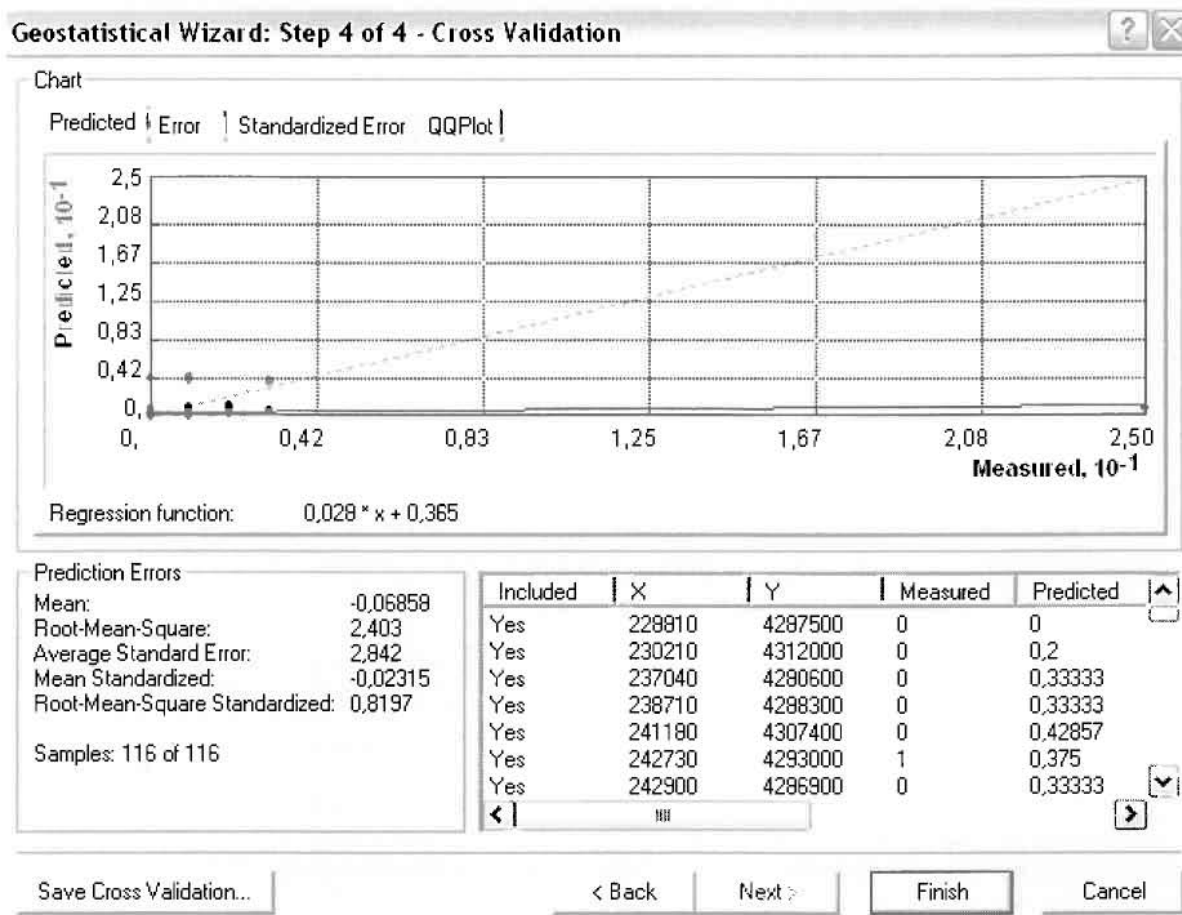 Geostatistical Wizard: Step 4 of 4 - Cross Validation
Chart
Predicted Error Standardized Error QQPlot
Predicted, 10-1
2,5
2,08
1,67
1,25
0,83
0,42
0,
0, 0,42 0,83 1,25 1,67 2,08 2,50
Measured, 10-1
Regression function: 0,028 * x + 0,365
Prediction Errors
Mean: -0,06858
Root-Mean-Square: 2,403
Average Standard Error: 2,842
Mean Standardized: -0,02315
Root-Mean-Square Standardized: 0,8197
Samples: 116 of 116
Included X Y Measured Predicted
Yes 228810 4287500 0 0
Yes 230210 4312000 0 0,2
Yes 237040 4280600 0 0,33333
Yes 238710 4288300 0 0,33333
Yes 241180 4307400 0 0,42857
Yes 242730 4293000 1 0,375
Yes 242900 4286900 0 0,33333
Save Cross Validation... < Back Next > Finish Cancel